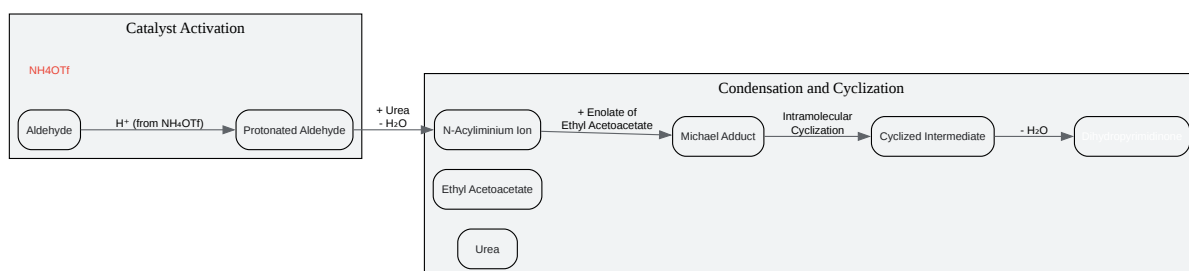 Catalyst Activation
NH4OTf
Aldehyde
H⁺ (from NH₄OTf)
Protonated Aldehyde
+ Urea
- H₂O
Condensation and Cyclization
N-Acyliminium Ion
+ Enolate of
Ethyl Acetoacetate
Michael Adduct
Intramolecular
Cyclization
Cyclized Intermediate
- H₂O
Ethyl Acetoacetate
Urea